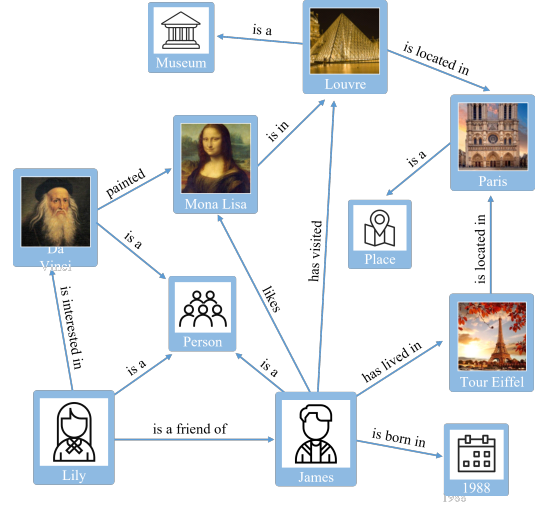 is a
Museum
Louvre
is located in
is in
painted
Mona Lisa
is a
Paris
Da
Vinci
is a
has visited
Place
is located in
is interested in
likes
Person
is a
is a
has lived in
Tour Eiffel
is a friend of
is born in
Lily
James
1988
1988